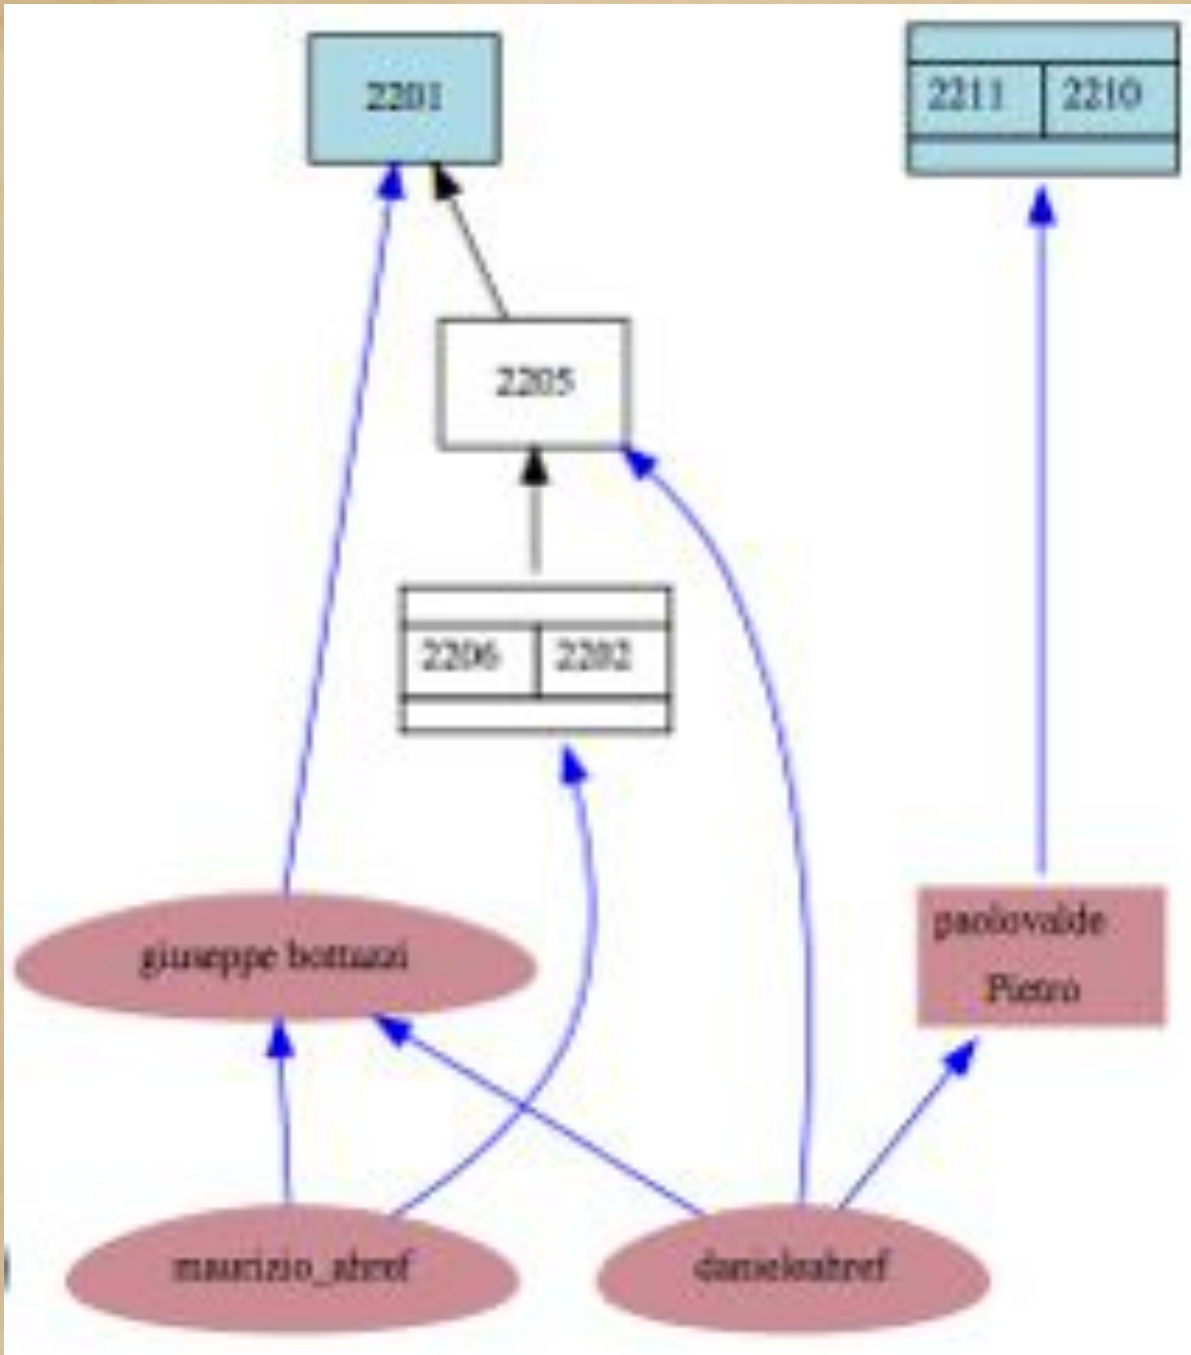 2201
2211 2210
2205
2206 2202
giuseppe bottazzi
paolovalde
Pietro
maurizio_ahref
danieleahref